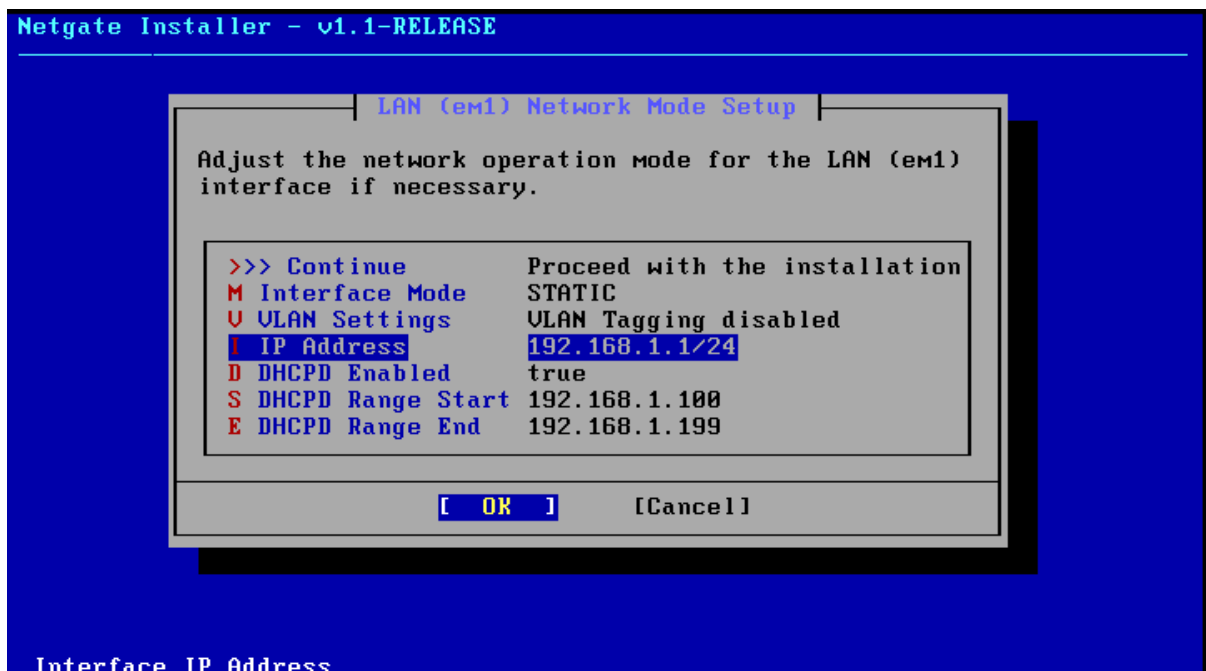 Netgate Installer - v1.1-RELEASE
LAN (em1) Network Mode Setup
Adjust the network operation mode for the LAN (em1)
interface if necessary.
>>> Continue Proceed with the installation
M Interface Mode STATIC
V VLAN Settings VLAN Tagging disabled
I IP Address 192.168.1.1/24
D DHCPD Enabled true
S DHCPD Range Start 192.168.1.100
E DHCPD Range End 192.168.1.199
[ OK ] [Cancel]
Interface IP Address